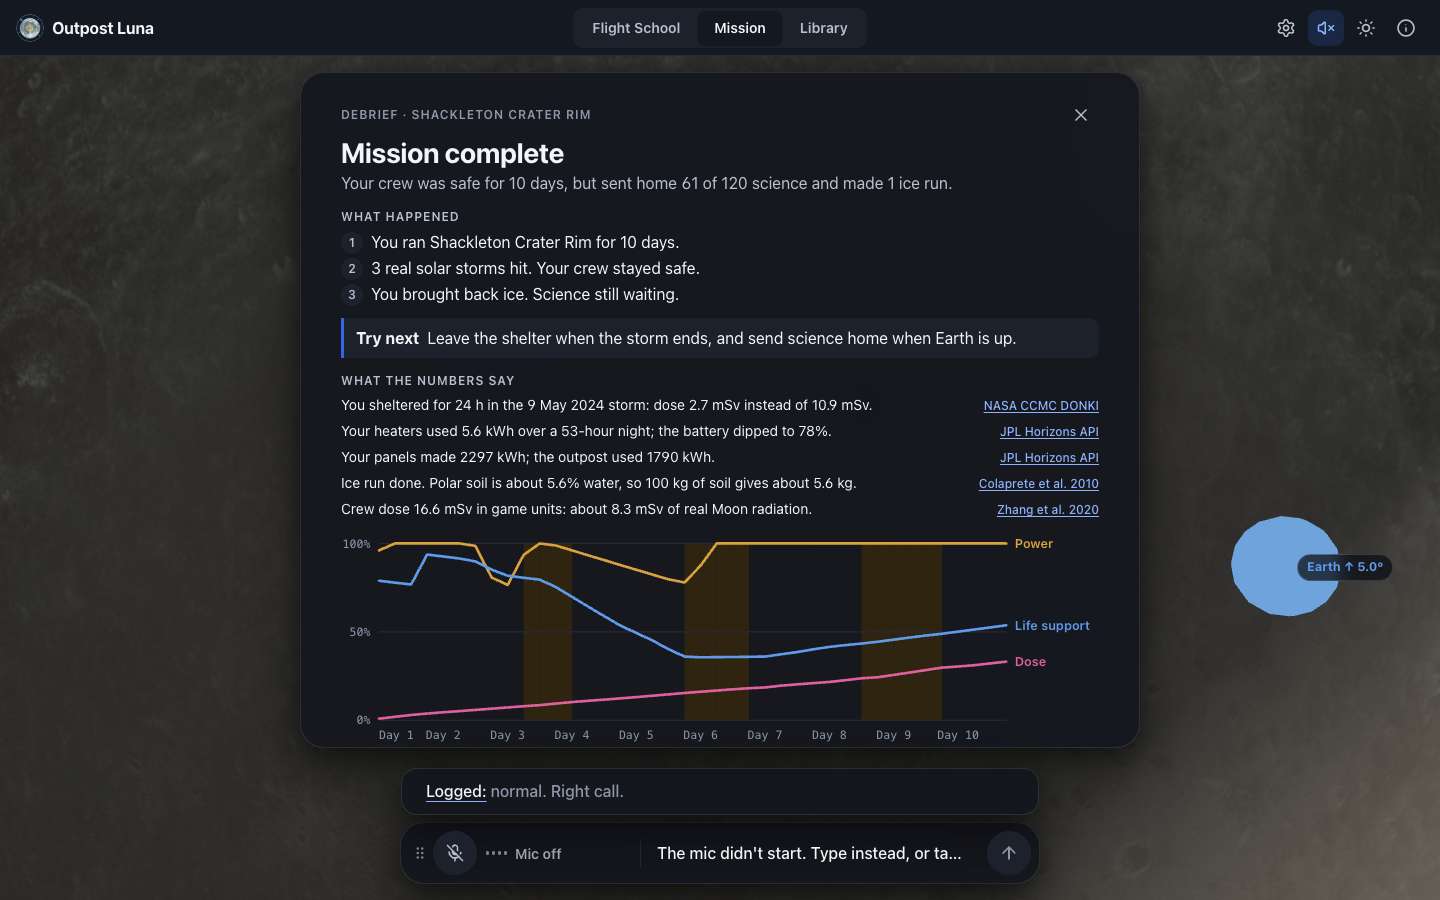 Outpost Luna
Flight School
Mission
Library
DEBRIEF · SHACKLETON CRATER RIM
Mission complete
Your crew was safe for 10 days, but sent home 61 of 120 science and made 1 ice run.
WHAT HAPPENED
1 You ran Shackleton Crater Rim for 10 days.
2 3 real solar storms hit. Your crew stayed safe.
3 You brought back ice. Science still waiting.
Try next Leave the shelter when the storm ends, and send science home when Earth is up.
WHAT THE NUMBERS SAY
You sheltered for 24 h in the 9 May 2024 storm: dose 2.7 mSv instead of 10.9 mSv. NASA CCMC DONKI
Your heaters used 5.6 kWh over a 53-hour night; the battery dipped to 78%. JPL Horizons API
Your panels made 2297 kWh; the outpost used 1790 kWh. JPL Horizons API
Ice run done. Polar soil is about 5.6% water, so 100 kg of soil gives about 5.6 kg. Colaprete et al. 2010
Crew dose 16.6 mSv in game units: about 8.3 mSv of real Moon radiation. Zhang et al. 2020
100%
Power
Earth ↑ 5.0°
50%
Life support
Dose
0%
Day 1 Day 2 Day 3 Day 4 Day 5 Day 6 Day 7 Day 8 Day 9 Day 10
Logged: normal. Right call.
Mic off
The mic didn't start. Type instead, or ta...